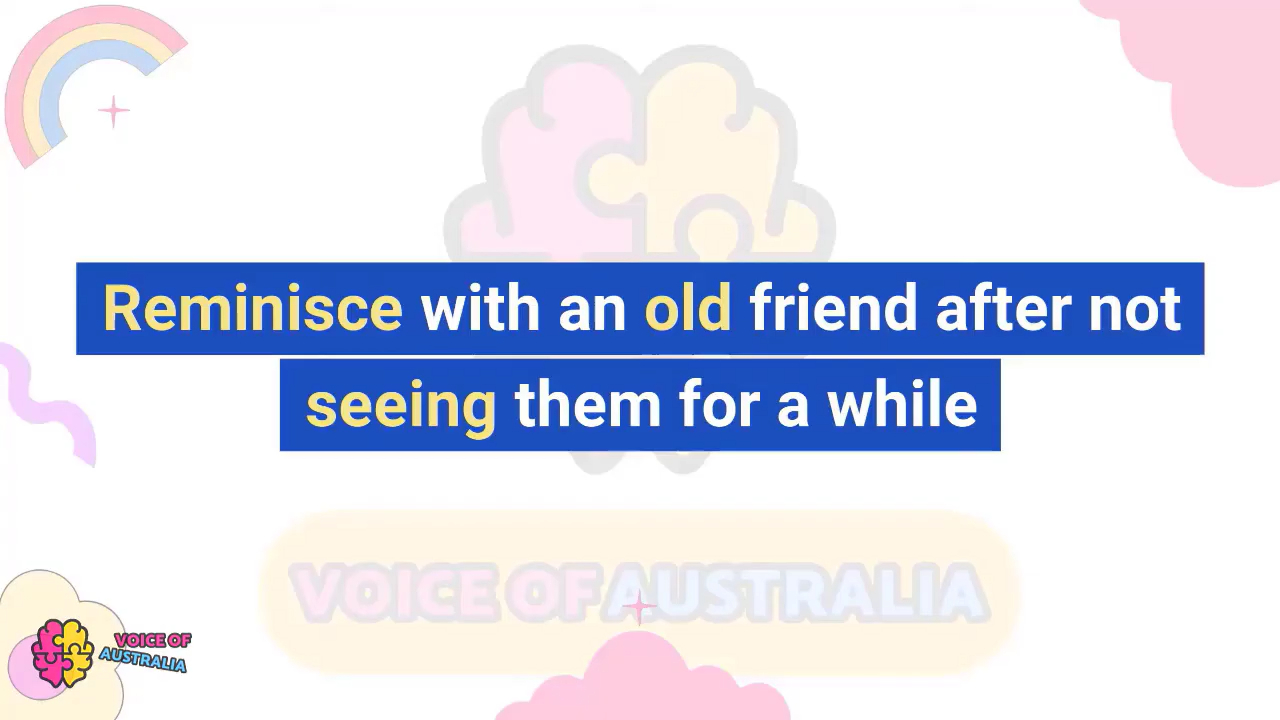 Reminisce with an old friend after not
seeing them for a while
VOICE OF AUSTRALIA
VOICE OF
AUSTRALIA